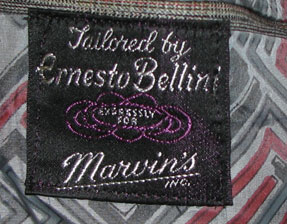 Tailored by
Ernesto Bellini
EXPRESSLY
FOR
Marvin's
INC.